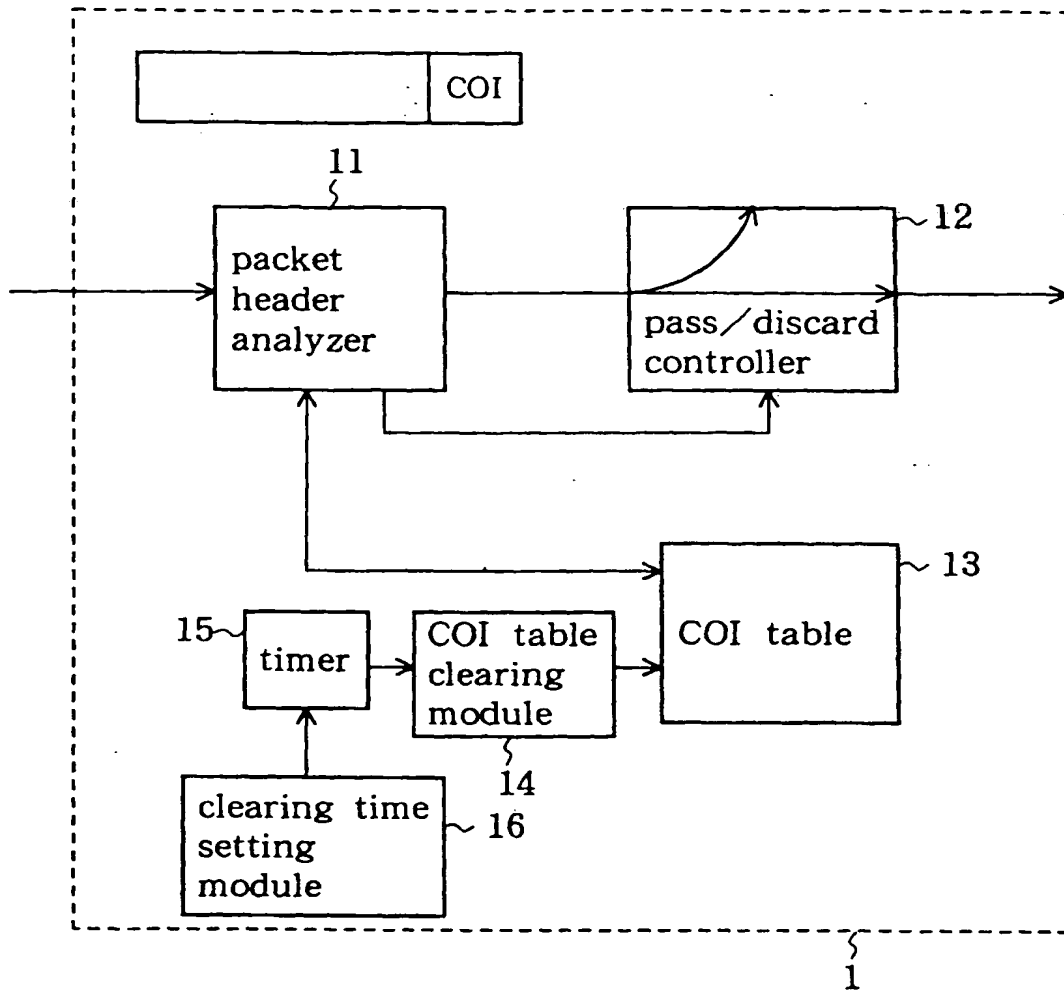 COI
11
packet
header
analyzer
12
pass/discard
controller
13
COI table
15
timer
COI table
clearing
module
14
clearing time
setting
module
16
1